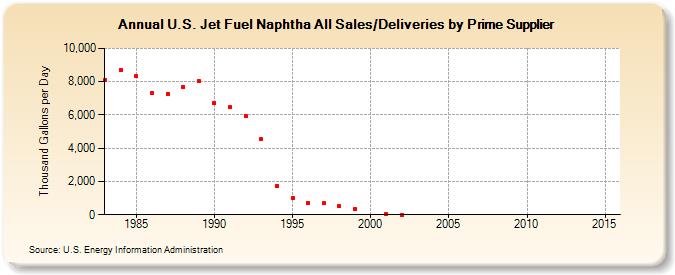 Annual U.S. Jet Fuel Naphtha All Sales/Deliveries by Prime Supplier
Thousand Gallons per Day
10,000
8,000
6,000
4,000
2,000
0
1985 1990 1995 2000 2005 2010 2015
Source: U.S. Energy Information Administration